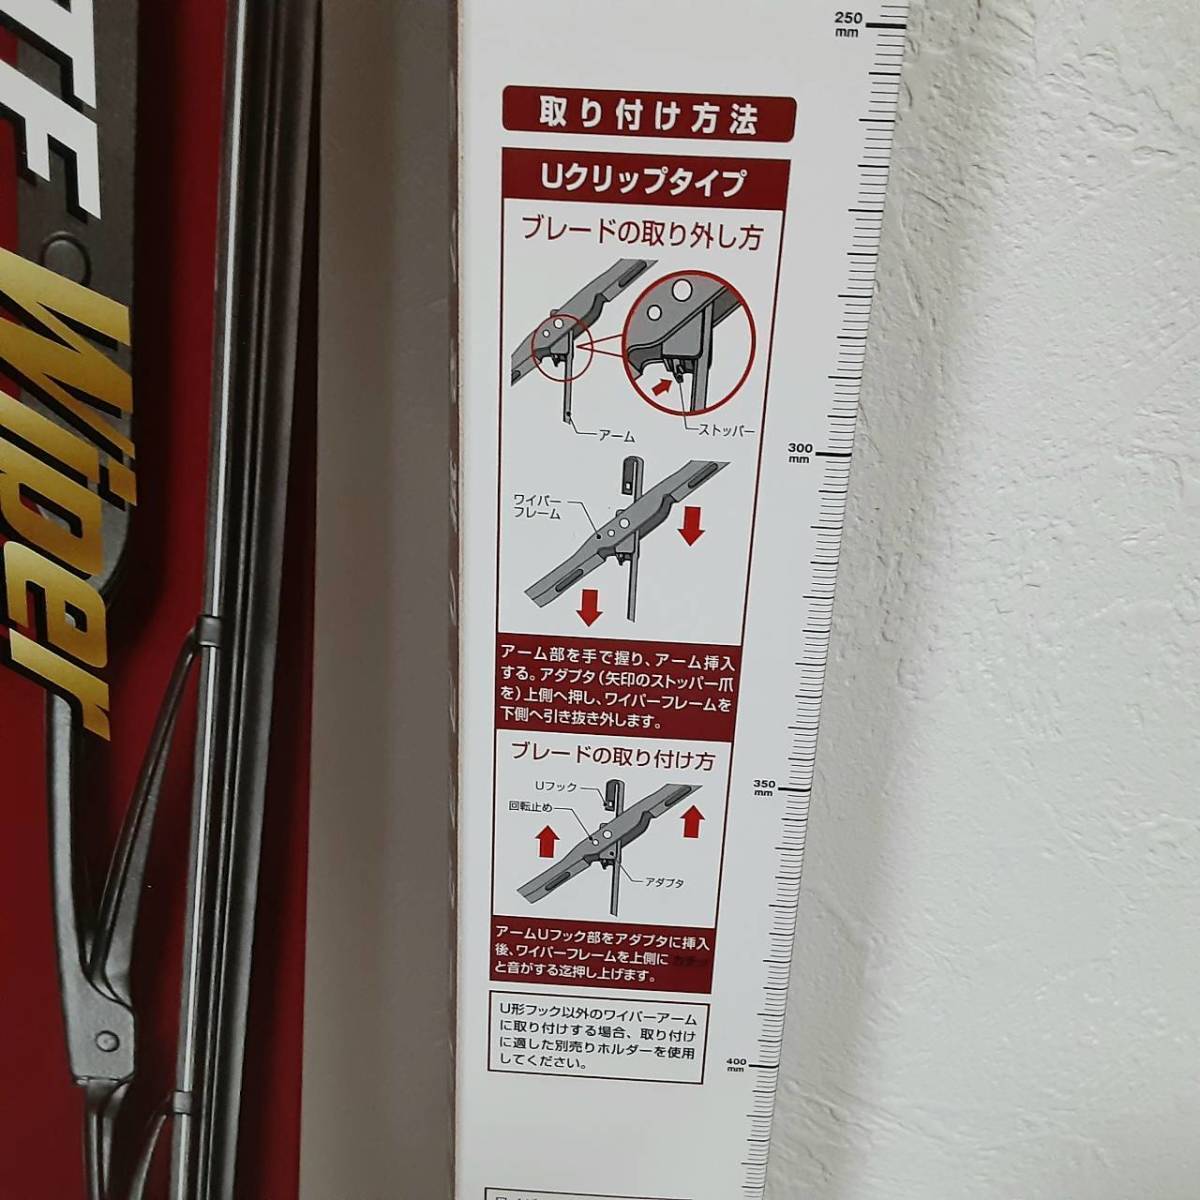 ITE
Wiper
250
mm
取り付け方法
Uクリップタイプ
ブレードの取り外し方
アーム
ストッパー
300
mm
ワイパー
フレーム
アーム部を手で握り、アーム挿入
する。アダプタ(矢印のストッパー爪
を)上側へ押し、ワイパーフレームを
下側へ引き抜き外します。
ブレードの取り付け方
Uフック
回転止め
アダプタ
350
mm
アームUフック部をアダプタに挿入
後、ワイパーフレームを上側にカチッ
と音がする迄押し上げます。
U形フック以外のワイパーアーム
に取り付けする場合、取り付け
に適した別売りホルダーを使用
してください。
400
mm